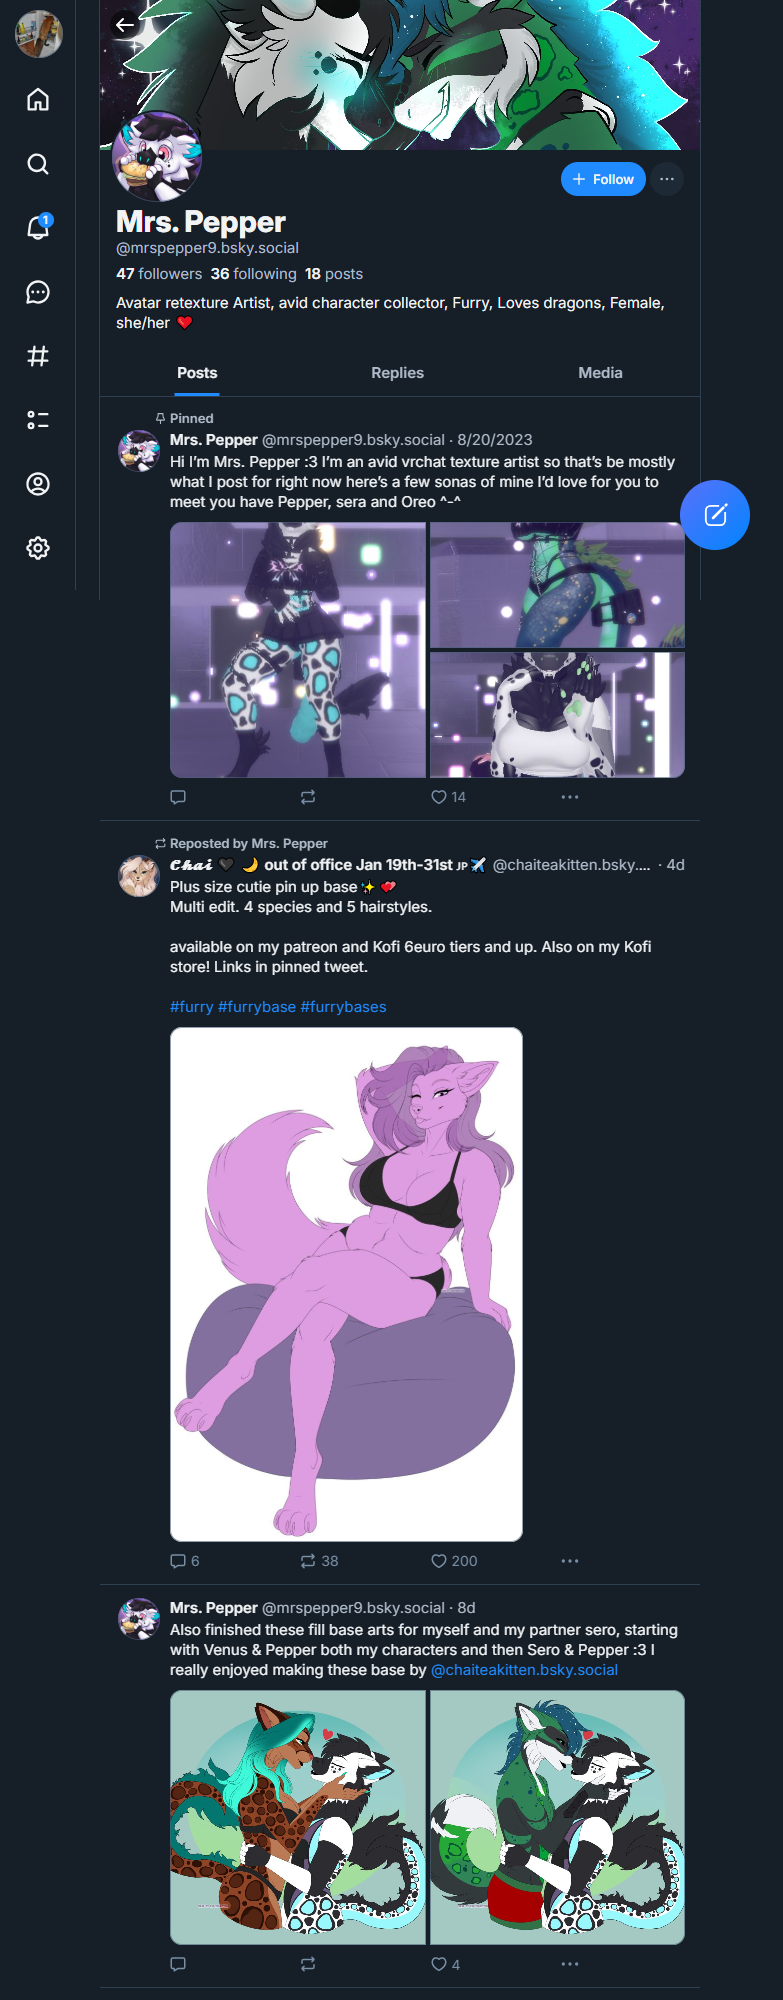 1
Follow
Mrs. Pepper
@mrspepper9.bsky.social
47 followers 36 following 18 posts
Avatar retexture Artist, avid character collector, Furry, Loves dragons, Female,
she/her ❤️
Posts
Replies
Media
Pinned
Mrs. Pepper @mrspepper9.bsky.social · 8/20/2023
Hi I’m Mrs. Pepper :3 I’m an avid vrchat texture artist so that’s be mostly
what I post for right now here’s a few sonas of mine I’d love for you to
meet you have Pepper, sera and Oreo ^-^
14
Reposted by Mrs. Pepper
𝓒𝓱𝓪𝓲 🖤 🌙 out of office Jan 19th-31st ᴊᴘ ✈️ @chaiteakitten.bsky.... · 4d
Plus size cutie pin up base ✨ 💕
Multi edit. 4 species and 5 hairstyles.
available on my patreon and Kofi 6euro tiers and up. Also on my Kofi
store! Links in pinned tweet.
#furry #furrybase #furrybases
6 38 200
Mrs. Pepper @mrspepper9.bsky.social · 8d
Also finished these fill base arts for myself and my partner sero, starting
with Venus & Pepper both my characters and then Sero & Pepper :3 I
really enjoyed making these base by @chaiteakitten.bsky.social
4